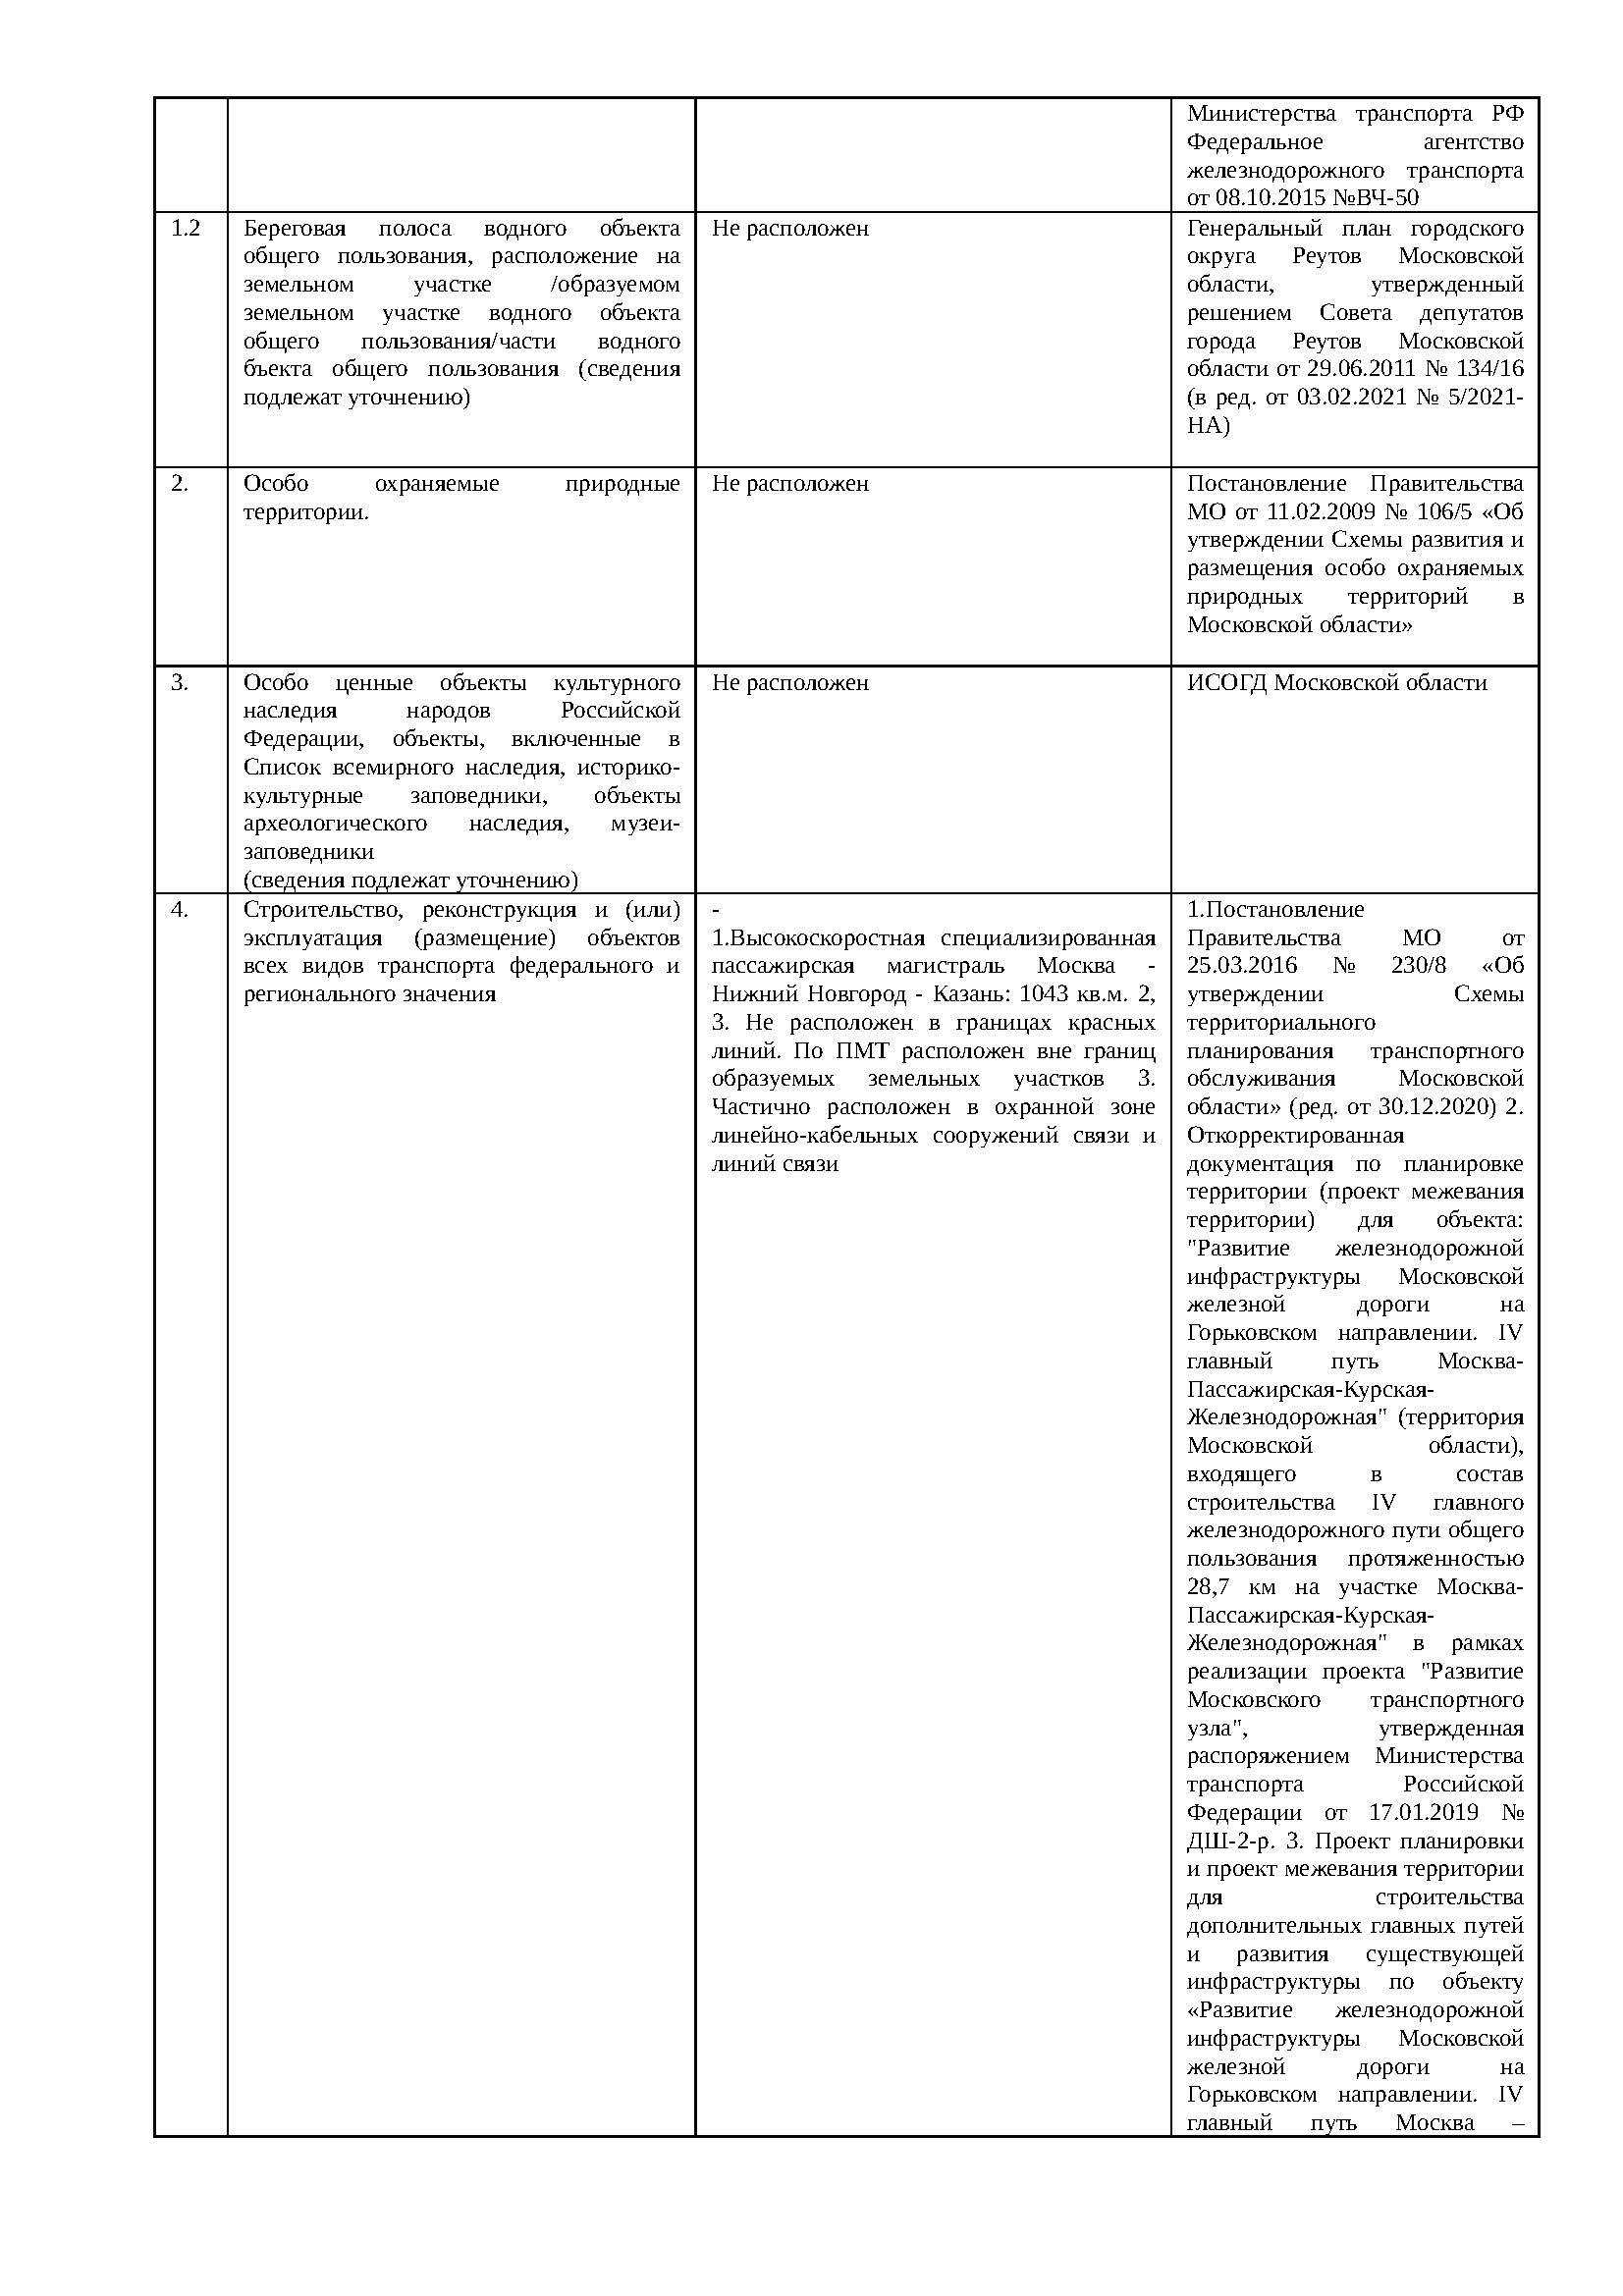 Министерства транспорта РФ
Федеральное агентство
железнодорожного транспорта
от 08.10.2015 №ВЧ-50
1.2
Береговая полоса водного объекта
общего пользования, расположение на
земельном участке /образуемом
земельном участке водного объекта
общего пользования/части водного
бъекта общего пользования (сведения
подлежат уточнению)
Не расположен
Генеральный план городского
округа Реутов Московской
области, утвержденный
решением Совета депутатов
города Реутов Московской
области от 29.06.2011 № 134/16
(в ред. от 03.02.2021 № 5/2021-
НА)
2.
Особо охраняемые природные
территории.
Не расположен
Постановление Правительства
МО от 11.02.2009 № 106/5 «Об
утверждении Схемы развития и
размещения особо охраняемых
природных территорий в
Московской области»
3.
Особо ценные объекты культурного
наследия народов Российской
Федерации, объекты, включенные в
Список всемирного наследия, историко-
культурные заповедники, объекты
археологического наследия, музеи-
заповедники
(сведения подлежат уточнению)
Не расположен
ИСОГД Московской области
4.
Строительство, реконструкция и (или)
эксплуатация (размещение) объектов
всех видов транспорта федерального и
регионального значения
-
1.Высокоскоростная специализированная
пассажирская магистраль Москва -
Нижний Новгород - Казань: 1043 кв.м. 2,
3. Не расположен в границах красных
линий. По ПМТ расположен вне границ
образуемых земельных участков 3.
Частично расположен в охранной зоне
линейно-кабельных сооружений связи и
линий связи
1.Постановление
Правительства МО от
25.03.2016 № 230/8 «Об
утверждении Схемы
территориального
планирования транспортного
обслуживания Московской
области» (ред. от 30.12.2020) 2.
Откорректированная
документация по планировке
территории (проект межевания
территории) для объекта:
"Развитие железнодорожной
инфраструктуры Московской
железной дороги на
Горьковском направлении. IV
главный путь Москва-
Пассажирская-Курская-
Железнодорожная" (территория
Московской области),
входящего в состав
строительства IV главного
железнодорожного пути общего
пользования протяженностью
28,7 км на участке Москва-
Пассажирская-Курская-
Железнодорожная" в рамках
реализации проекта "Развитие
Московского транспортного
узла", утвержденная
распоряжением Министерства
транспорта Российской
Федерации от 17.01.2019 №
ДШ-2-р. 3. Проект планировки
и проект межевания территории
для строительства
дополнительных главных путей
и развития существующей
инфраструктуры по объекту
«Развитие железнодорожной
инфраструктуры Московской
железной дороги на
Горьковском направлении. IV
главный путь Москва –